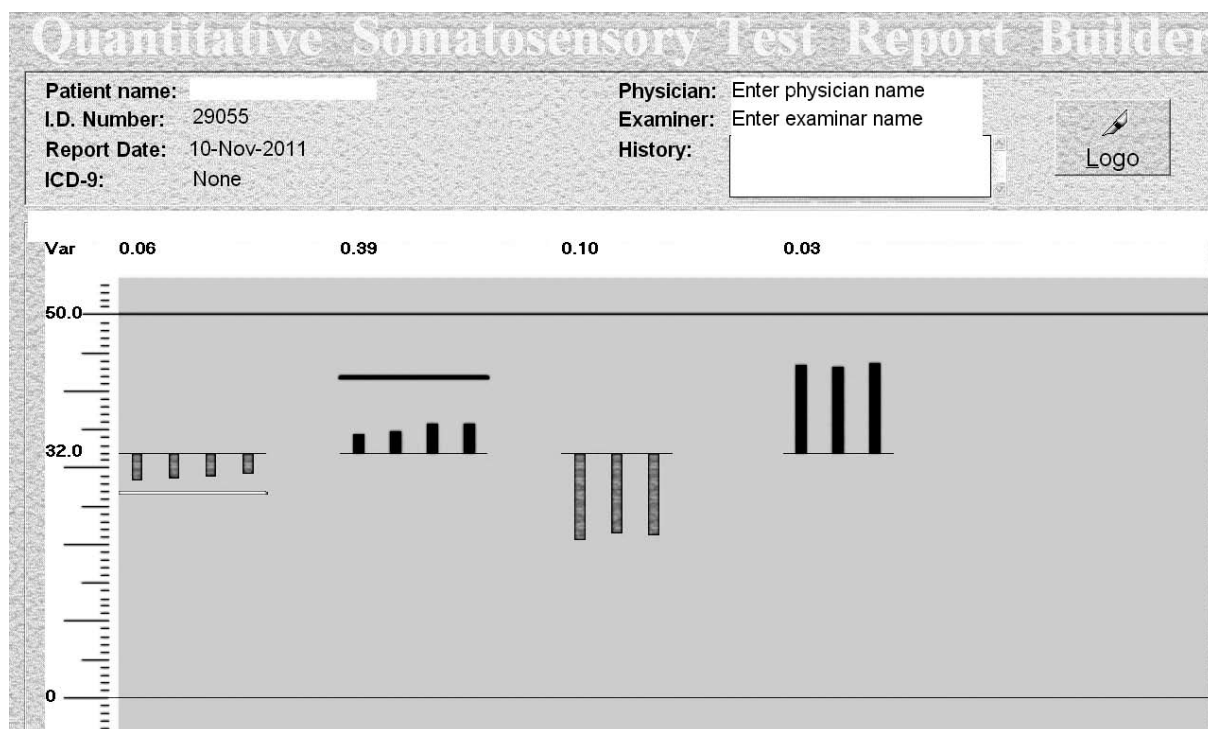 Quantitative Somatosensory Test Report Builder
Patient name:
I.D. Number: 29055
Report Date: 10-Nov-2011
ICD-9: None
Physician: Enter physician name
Examiner: Enter examinar name
History:
Logo
Var 0.06 0.39 0.10 0.03
50.0
32.0
0